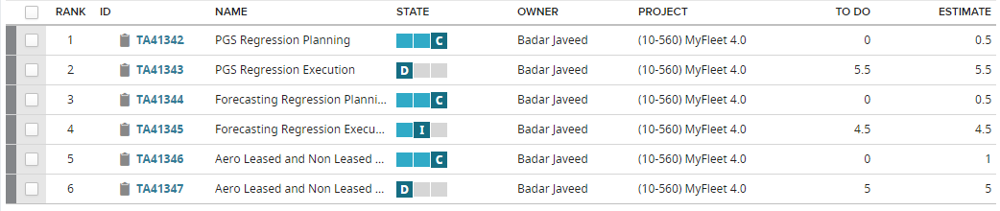 RANK ID NAME STATE OWNER PROJECT TO DO ESTIMATE
1 TA41342 PGS Regression Planning C Badar Javeed (10-560) MyFleet 4.0 0 0.5
2 TA41343 PGS Regression Execution D Badar Javeed (10-560) MyFleet 4.0 5.5 5.5
3 TA41344 Forecasting Regression Planni... C Badar Javeed (10-560) MyFleet 4.0 0 0.5
4 TA41345 Forecasting Regression Execu... I Badar Javeed (10-560) MyFleet 4.0 4.5 4.5
5 TA41346 Aero Leased and Non Leased ... C Badar Javeed (10-560) MyFleet 4.0 0 1
6 TA41347 Aero Leased and Non Leased ... D Badar Javeed (10-560) MyFleet 4.0 5 5